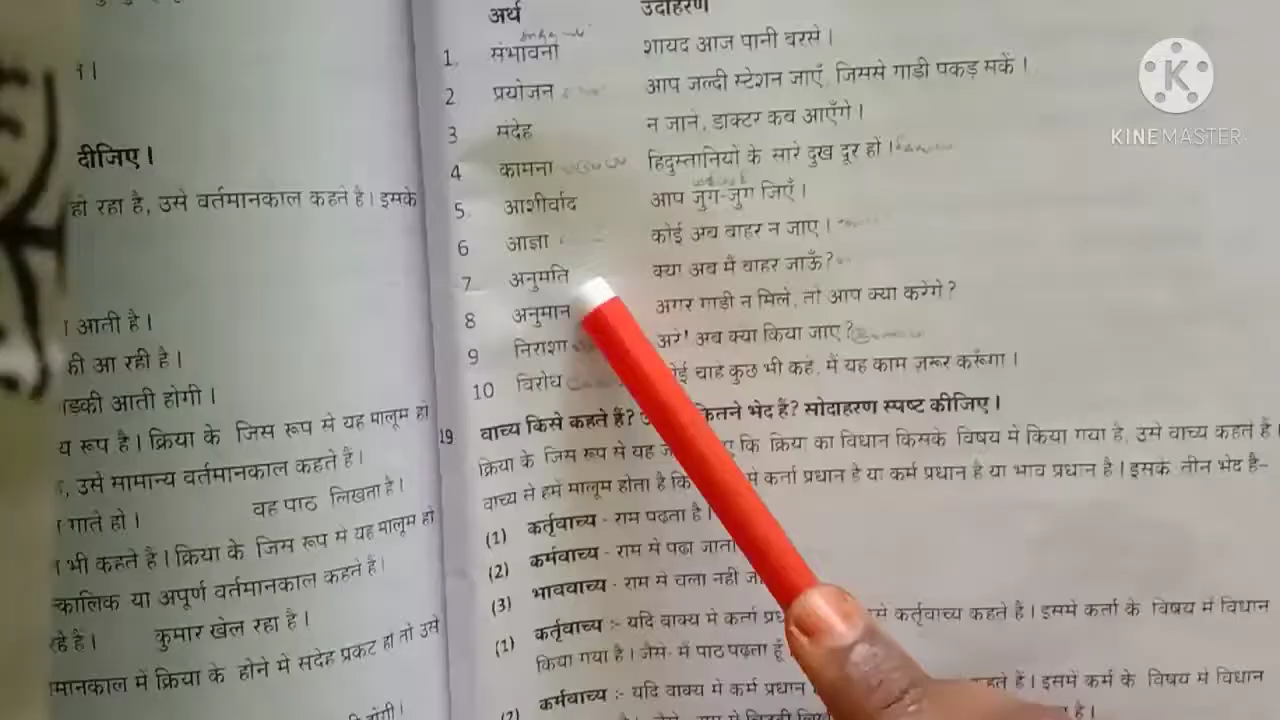 दीजिए।
हो रहा है, उसे वर्तमानकाल कहते है। इसके
आती है।
आ रही है।
आती होगी।
रूप है। क्रिया के जिस रूप से यह मालूम हो
उसे सामान्य वर्तमानकाल कहते है।
गाते हो। वह पाठ लिखता है।
भी कहते है। क्रिया के जिस रूप मे यह मालूम हो
कालिक या अपूर्ण वर्तमानकाल कहते हैं।
रहे है। कुमार खेल रहा है।
मानकाल में क्रिया के होने में संदेह प्रकट हो तो उसे
अर्थ उदाहरण
1. संभावना शायद आज पानी बरसे।
2 प्रयोजन आप जल्दी स्टेशन जाएँ, जिससे गाड़ी पकड़ सकें।
3 संदेह न जाने, डाक्टर कब आएँगे।
4 कामना हिंदुस्तानियों के सारे दुख दूर हों।
5. आशीर्वाद आप जुग-जुग जिएँ।
6 आज्ञा कोई अब बाहर न जाए।
7 अनुमति क्या अब मैं बाहर जाऊँ?
8 अनुमान अगर गाड़ी न मिले, तो आप क्या करेंगे?
9 निराशा अरे! अब क्या किया जाए?
10 विरोध चाहे कुछ भी कहे, मैं यह काम ज़रूर करूँगा।
19 वाच्य किसे कहते हैं? कितने भेद हैं? सोदाहरण स्पष्ट कीजिए।
क्रिया के जिस रूप से यह कि क्रिय का विधान किसके विषय मे किया गया है, उसे वाच्य कहते हैं।
वाच्य से हमें मालूम होता है कि में कर्ता प्रधान है या कर्म प्रधान है या भाव प्रधान है। इसके तीन भेद है–
(1) कर्तृवाच्य - राम पढ़ता है।
(2) कर्मवाच्य - राम से पढा जाता
(3) भाववाच्य - राम से चला नही
(1) कर्तृवाच्य :- यदि वाक्य मे कर्ता कर्तृवाच्य कहते है। इसमे कर्ता के विषय में विधान
किया गया है। जैसे- मैं पाठ पढ़ता हूँ
(2) कर्मवाच्य :- यदि वाक्य में कर्म प्रधान कहते हैं। इसमें कर्म के विषय में विधान
K
KINEMASTER